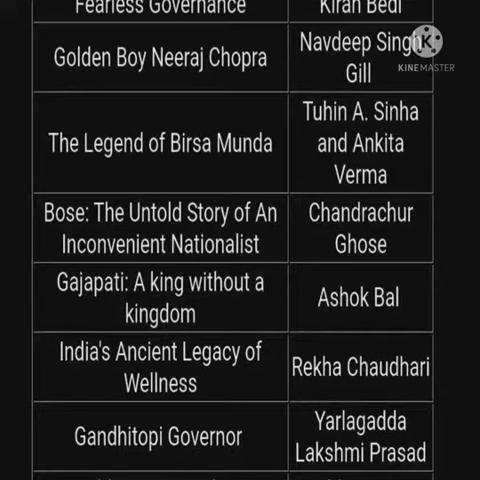 Fearless Governance
Kiran Bedi
Golden Boy Neeraj Chopra
Navdeep Singh
Gill
KINEMASTER
The Legend of Birsa Munda
Tuhin A. Sinha
and Ankita
Verma
Bose: The Untold Story of An
Inconvenient Nationalist
Chandrachur
Ghose
Gajapati: A king without a
kingdom
Ashok Bal
India's Ancient Legacy of
Wellness
Rekha Chaudhari
Gandhitopi Governor
Yarlagadda
Lakshmi Prasad